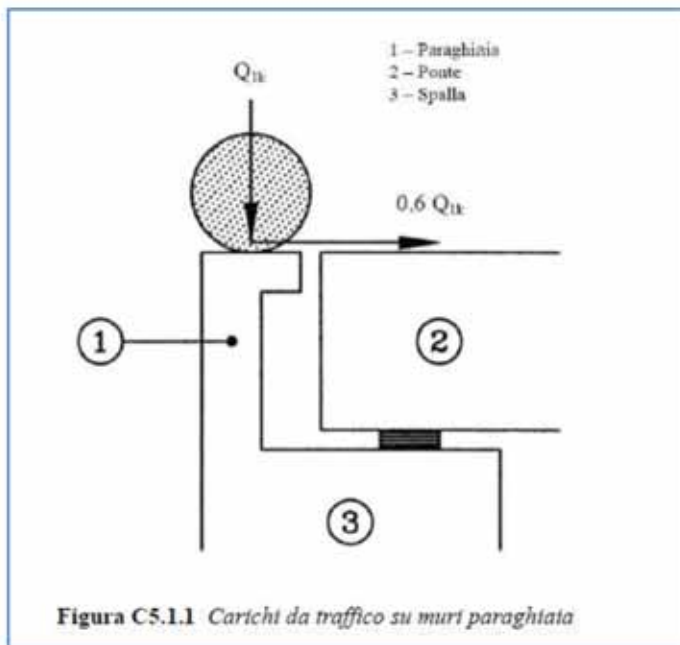 1 – Paraghiaia
2 – Ponte
3 – Spalla
Q1k
0,6 Q1k
1
2
3
Figura C5.1.1 Carichi da traffico su muri paraghiaia